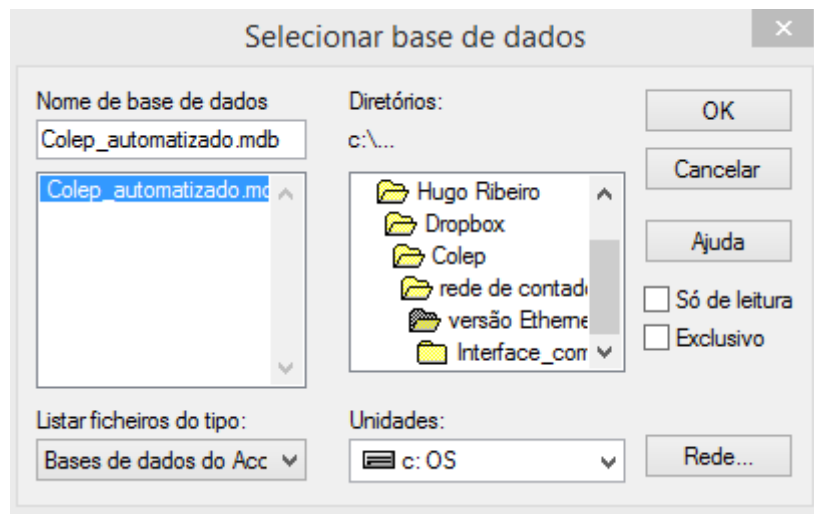 Selecionar base de dados
Nome de base de dados
Colep_automatizado.mdb
Colep_automatizado.mc
Listar ficheiros do tipo:
Bases de dados do Acc
Diretórios:
c:\...
Hugo Ribeiro
Dropbox
Colep
rede de contad
versão Etherne
Interface_com
Unidades:
c: OS
OK
Cancelar
Ajuda
Só de leitura
Exclusivo
Rede...